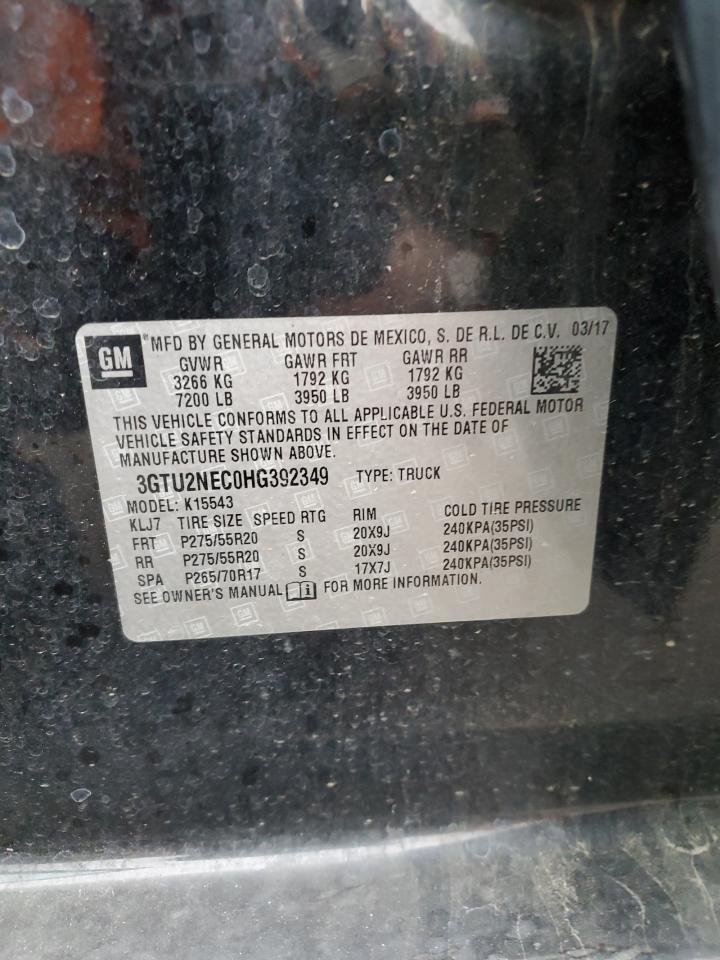 GM
MFD BY GENERAL MOTORS DE MEXICO, S. DE R.L. DE C.V. 03/17
GVWR GAWR FRT GAWR RR
3266 KG 1792 KG 1792 KG
7200 LB 3950 LB 3950 LB
THIS VEHICLE CONFORMS TO ALL APPLICABLE U.S. FEDERAL MOTOR
VEHICLE SAFETY STANDARDS IN EFFECT ON THE DATE OF
MANUFACTURE SHOWN ABOVE.
3GTU2NEC0HG392349 TYPE: TRUCK
MODEL: K15543
KLJ7 TIRE SIZE SPEED RTG RIM COLD TIRE PRESSURE
FRT P275/55R20 S 20X9J 240KPA(35PSI)
RR P275/55R20 S 20X9J 240KPA(35PSI)
SPA P265/70R17 S 17X7J 240KPA(35PSI)
SEE OWNER'S MANUAL FOR MORE INFORMATION.